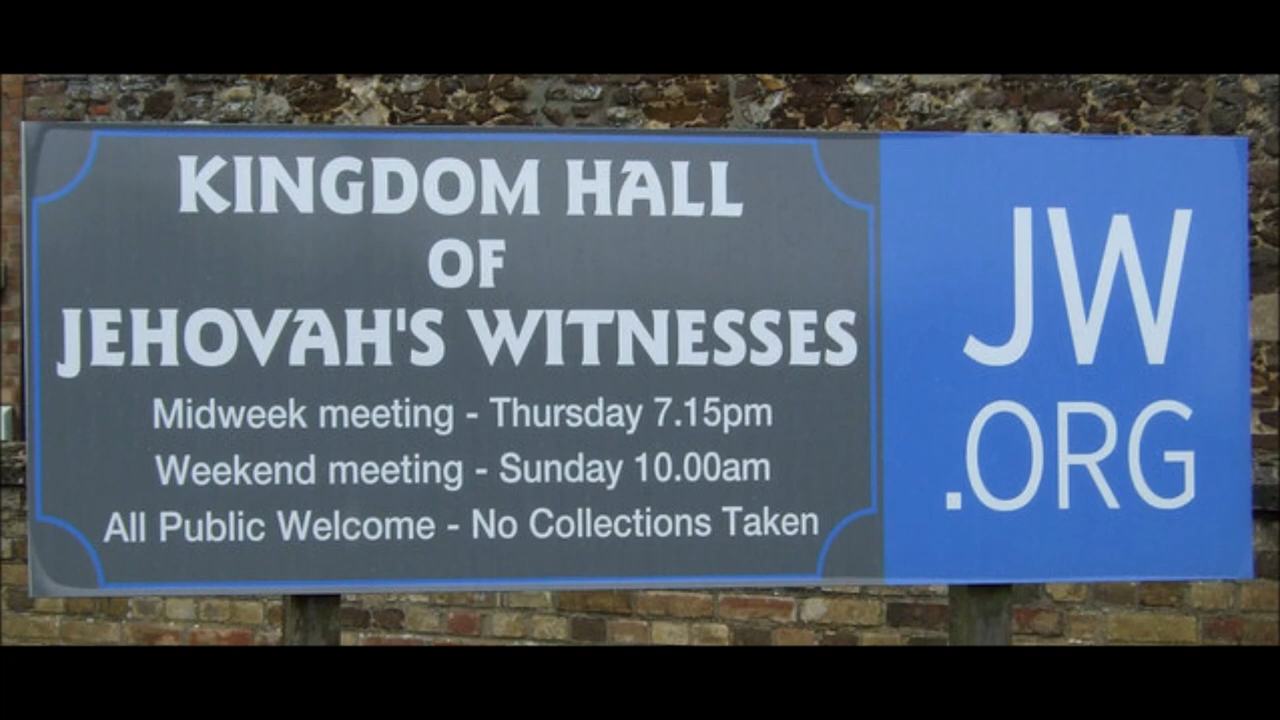 KINGDOM HALL
OF
JEHOVAH'S WITNESSES
Midweek meeting - Thursday 7.15pm
Weekend meeting - Sunday 10.00am
All Public Welcome - No Collections Taken
JW
.ORG